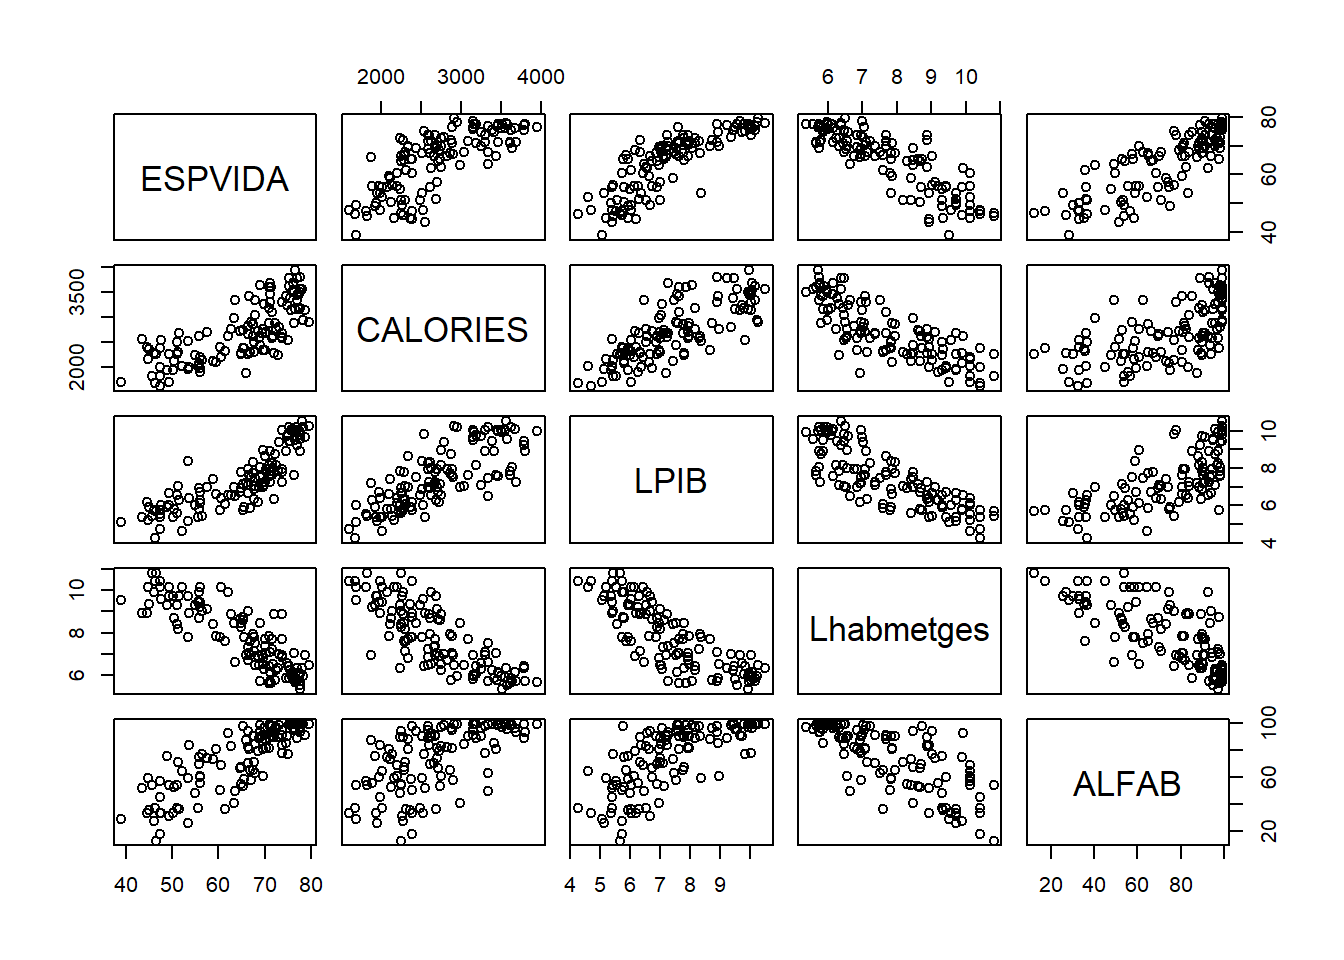 2000 3000 4000
6 7 8 9 10
ESPVIDA
40 60 80
2000 3500
CALORIES
LPIB
4 6 8 10
6 8 10
Lhabmetges
ALFAB
20 60 100
40 50 60 70 80
4 5 6 7 8 9
20 40 60 80